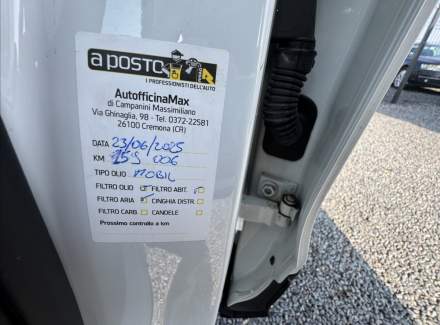 a posto
I PROFESSIONISTI DELL'AUTO
AutofficinaMax
di Campanini Massimiliano
Via Ghinaglia, 9B - Tel. 0372-22581
26100 Cremona (CR)
DATA 23/06/2025
KM 006
TIPO OLIO MOBIL
FILTRO OLIO FILTRO ABIT.
FILTRO ARIA CINGHIA DISTR.
FILTRO CARB. CANDELE
Prossimo controllo a km